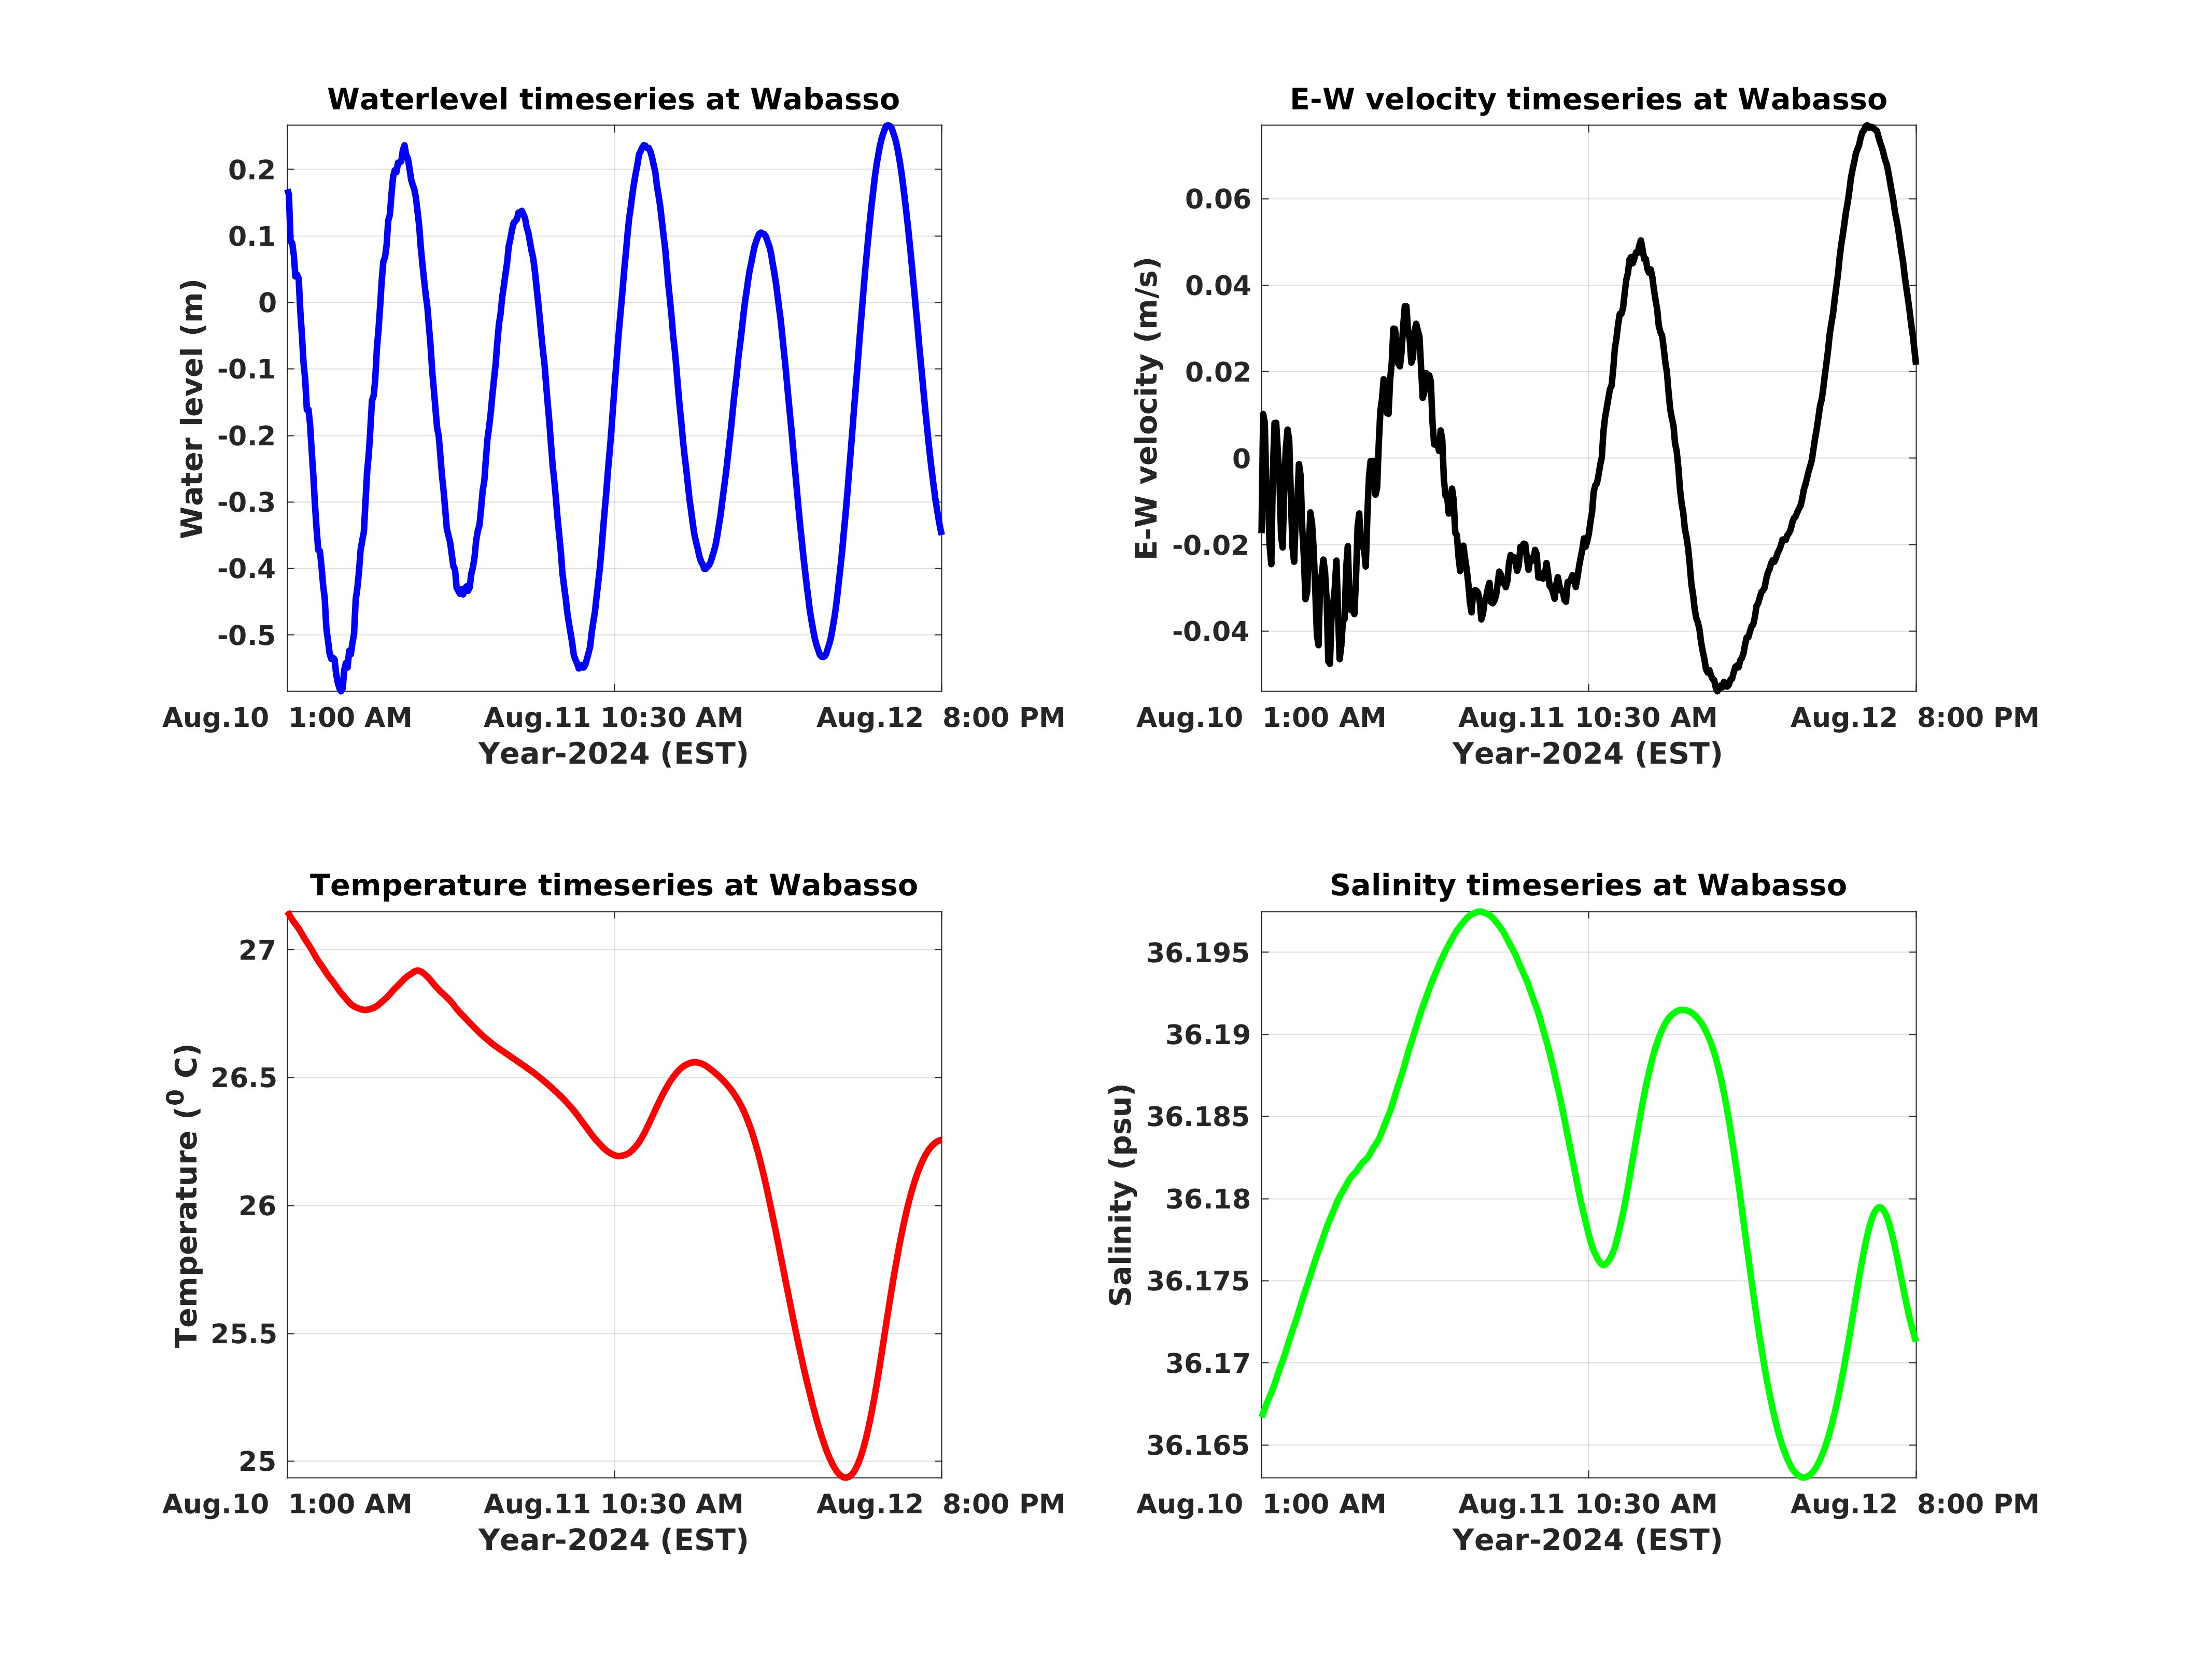 Waterlevel timeseries at Wabasso
0.2
0.1
0
-0.1
-0.2
-0.3
-0.4
-0.5
Water level (m)
Aug.10 1:00 AM Aug.11 10:30 AM Aug.12 8:00 PM
Year-2024 (EST)
E-W velocity timeseries at Wabasso
0.06
0.04
0.02
0
-0.02
-0.04
E-W velocity (m/s)
Aug.10 1:00 AM Aug.11 10:30 AM Aug.12 8:00 PM
Year-2024 (EST)
Temperature timeseries at Wabasso
27
26.5
26
25.5
25
Temperature (⁰ C)
Aug.10 1:00 AM Aug.11 10:30 AM Aug.12 8:00 PM
Year-2024 (EST)
Salinity timeseries at Wabasso
36.195
36.19
36.185
36.18
36.175
36.17
36.165
Salinity (psu)
Aug.10 1:00 AM Aug.11 10:30 AM Aug.12 8:00 PM
Year-2024 (EST)